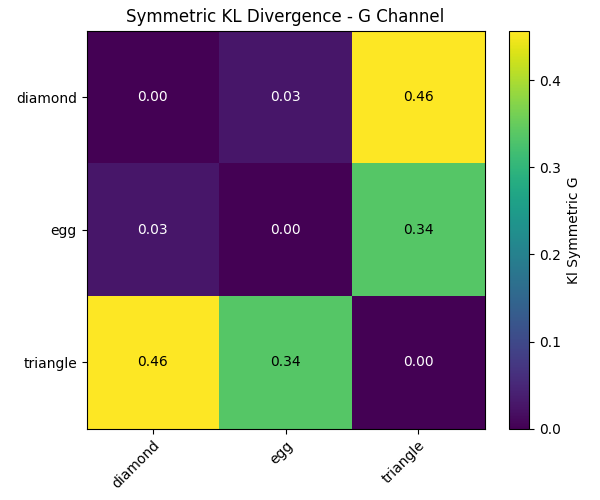 Symmetric KL Divergence - G Channel
diamond
0.00
0.03
0.46
egg
0.03
0.00
0.34
triangle
0.46
0.34
0.00
diamond
egg
triangle
0.4
0.3
0.2
0.1
0.0
Kl Symmetric G